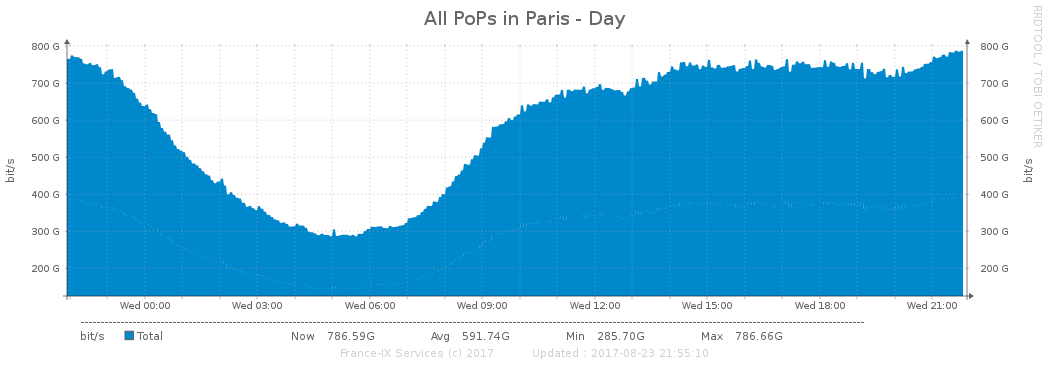 All PoPs in Paris - Day
RRDTOOL / TOBI OETIKER
bit/s
800 G 800 G
700 G 700 G
600 G 600 G
500 G 500 G
400 G 400 G
300 G 300 G
200 G 200 G
bit/s
Wed 00:00 Wed 03:00 Wed 06:00 Wed 09:00 Wed 12:00 Wed 15:00 Wed 18:00 Wed 21:00
bit/s Total Now 786.59G Avg 591.74G Min 285.70G Max 786.66G
France-IX Services (c) 2017 Updated : 2017-08-23 21:55:10